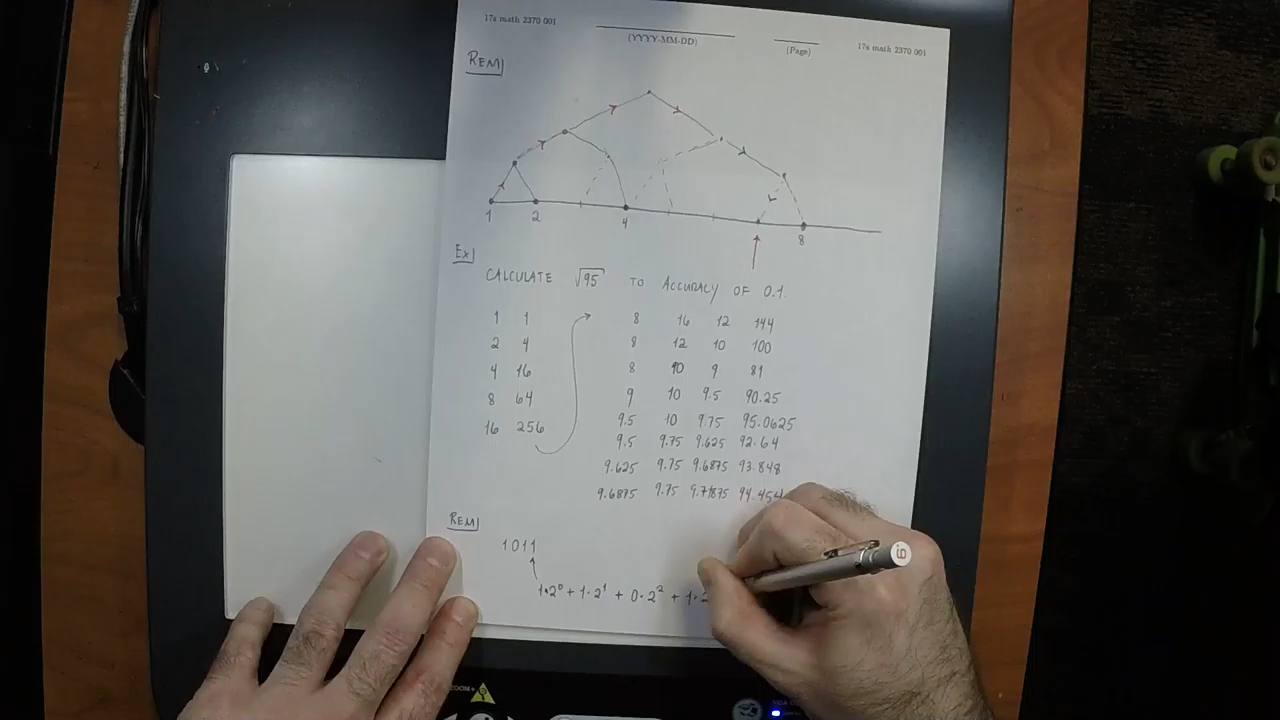 17s math 2370 001
(YYYY-MM-DD)
(Page)
17s math 2370 001
REM
1 2 4 8
Ex
CALCULATE √95 TO ACCURACY OF 0.1.
1 1
2 4
4 16
8 64
16 256
8 16 12 144
8 12 10 100
8 10 9 81
9 10 9.5 90.25
9.5 10 9.75 95.0625
9.5 9.75 9.625 92.64
9.625 9.75 9.6875 93.848
9.6875 9.75 9.71875 94.454
REM
1011
1·2⁰ + 1·2¹ + 0·2² + 1·2
ZOOM+